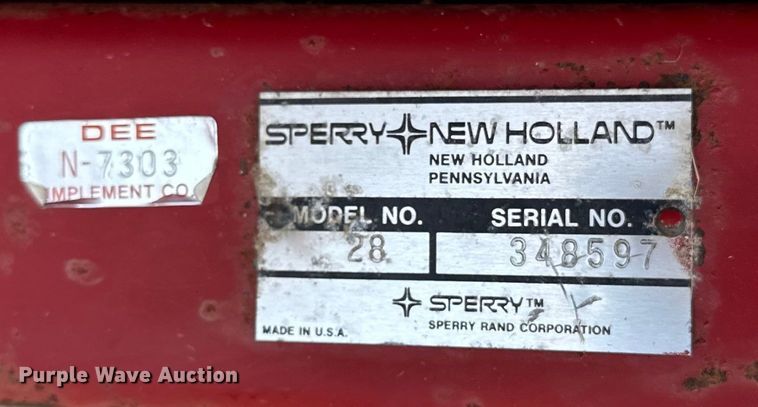 DEE
N-7303
IMPLEMENT CO.
SPERRY NEW HOLLAND™
NEW HOLLAND
PENNSYLVANIA
MODEL NO. SERIAL NO.
28 348597
SPERRY™
SPERRY RAND CORPORATION
MADE IN U.S.A.
Purple Wave Auction